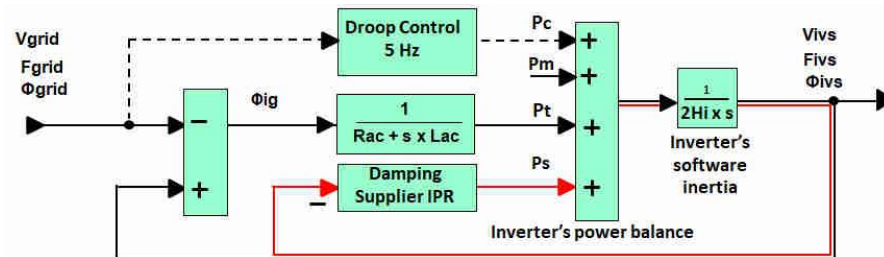 Vgrid
Fgrid
Φgrid
Droop Control
5 Hz
Pc
+
Pm
+
Vivs
Fivs
Φivs
−
Φig
1
Rac + s x Lac
Pt
+
1
2Hi x s
Inverter's
software
inertia
+
−
Damping
Supplier IPR
Ps
+
Inverter's power balance